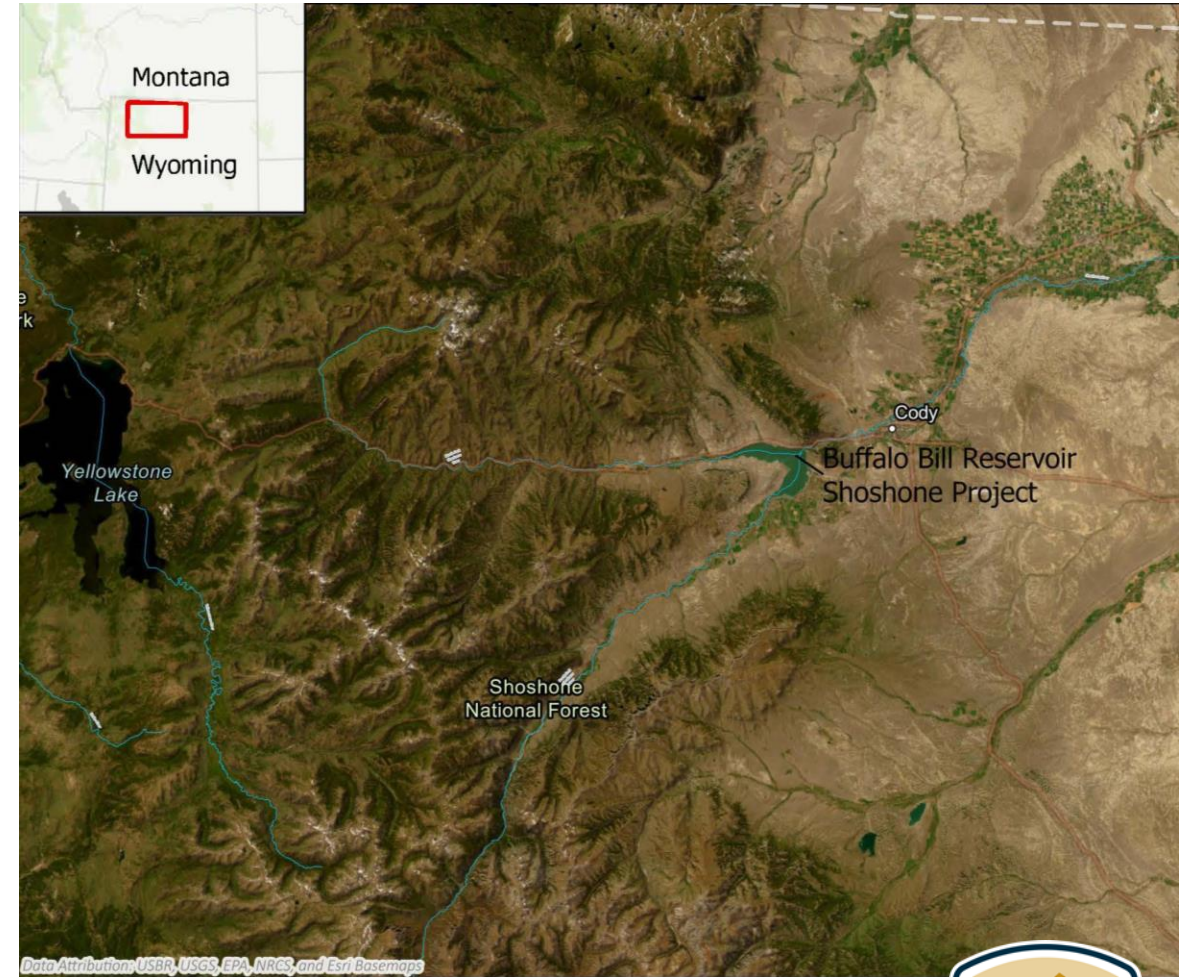 Montana
Wyoming
e
rk
Cody
Buffalo Bill Reservoir
Shoshone Project
Yellowstone
Lake
Shoshone
National Forest
Data Attribution: USBR, USGS, EPA, NRCS, and Esri Basemaps